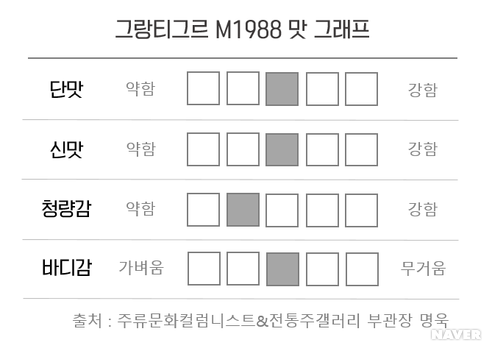 그랑티그르 M1988 맛 그래프
단맛 약함 강함
신맛 약함 강함
청량감 약함 강함
바디감 가벼움 무거움
출처 : 주류문화컬럼니스트&전통주갤러리 부관장 명욱
NAVER